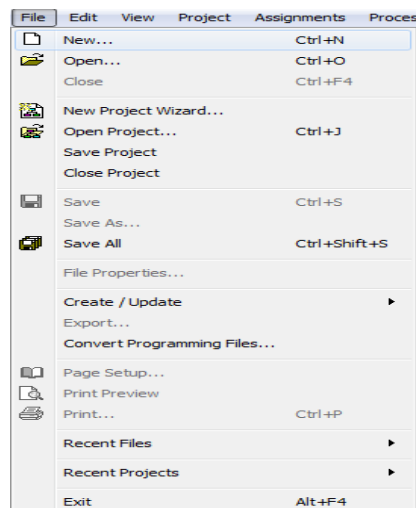 File Edit View Project Assignments Proces
New... Ctrl+N
Open... Ctrl+O
Close Ctrl+F4
New Project Wizard...
Open Project... Ctrl+J
Save Project
Close Project
Save Ctrl+S
Save As...
Save All Ctrl+Shift+S
File Properties...
Create / Update
Export...
Convert Programming Files...
Page Setup...
Print Preview
Print... Ctrl+P
Recent Files
Recent Projects
Exit Alt+F4